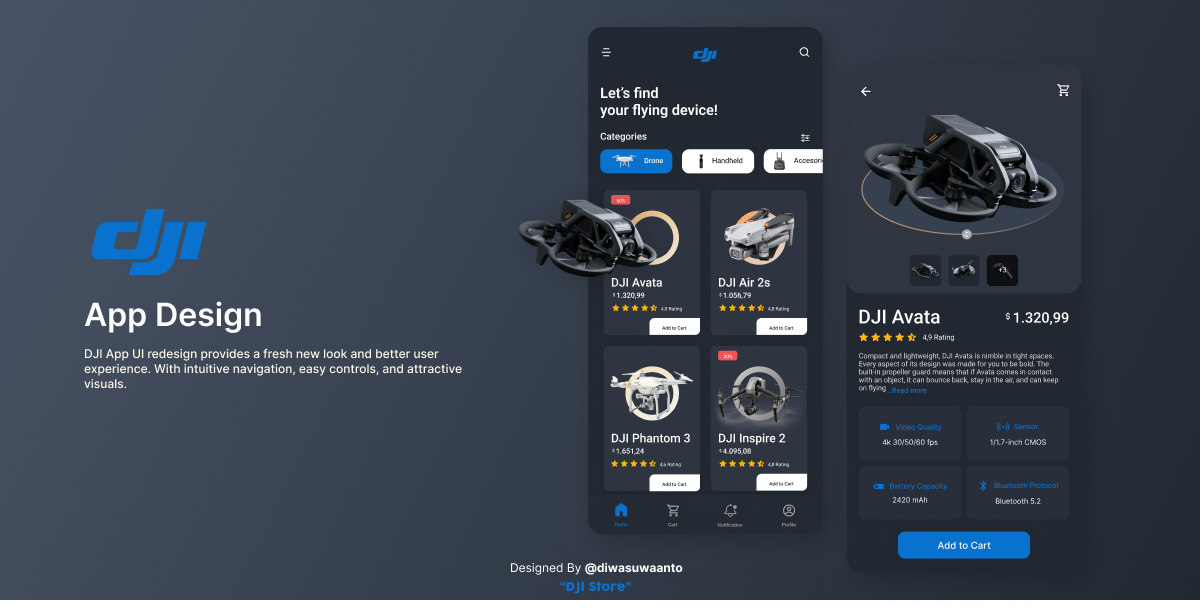 dji
App Design
DJI App UI redesign provides a fresh new look and better user
experience. With intuitive navigation, easy controls, and attractive
visuals.
dji
Let's find
your flying device!
Categories
Drone
Handheld
Accesori
50%
DJI Avata
$ 1.320,99
4,9 Rating
Add to Cart
DJI Air 2s
$ 1.056,79
4,8 Rating
Add to Cart
DJI Phantom 3
$ 1.651,24
4,6 Rating
Add to Cart
20%
DJI Inspire 2
$ 4.095,08
4,8 Rating
Add to Cart
Home
Cart
Notification
Profile
+3
DJI Avata
$ 1.320,99
4,9 Rating
Compact and lightweight, DJI Avata is nimble in tight spaces.
Every aspect of its design was made for you to be bold. The
built-in propeller guard means that if Avata comes in contact
with an object, it can bounce back, stay in the air, and can keep
on flying...Read more
Video Quality
4k 30/50/60 fps
Sensor
1/1.7-inch CMOS
Battery Capacity
2420 mAh
Bluetooth Protocol
Bluetooth 5.2
Add to Cart
Designed By @diwasuwaanto
"DJI Store"